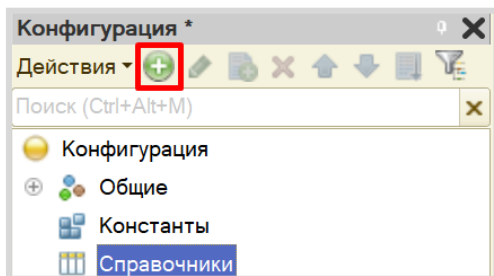 Конфигурация *
Действия
Поиск (Ctrl+Alt+M)
Конфигурация
Общие
Константы
Справочники